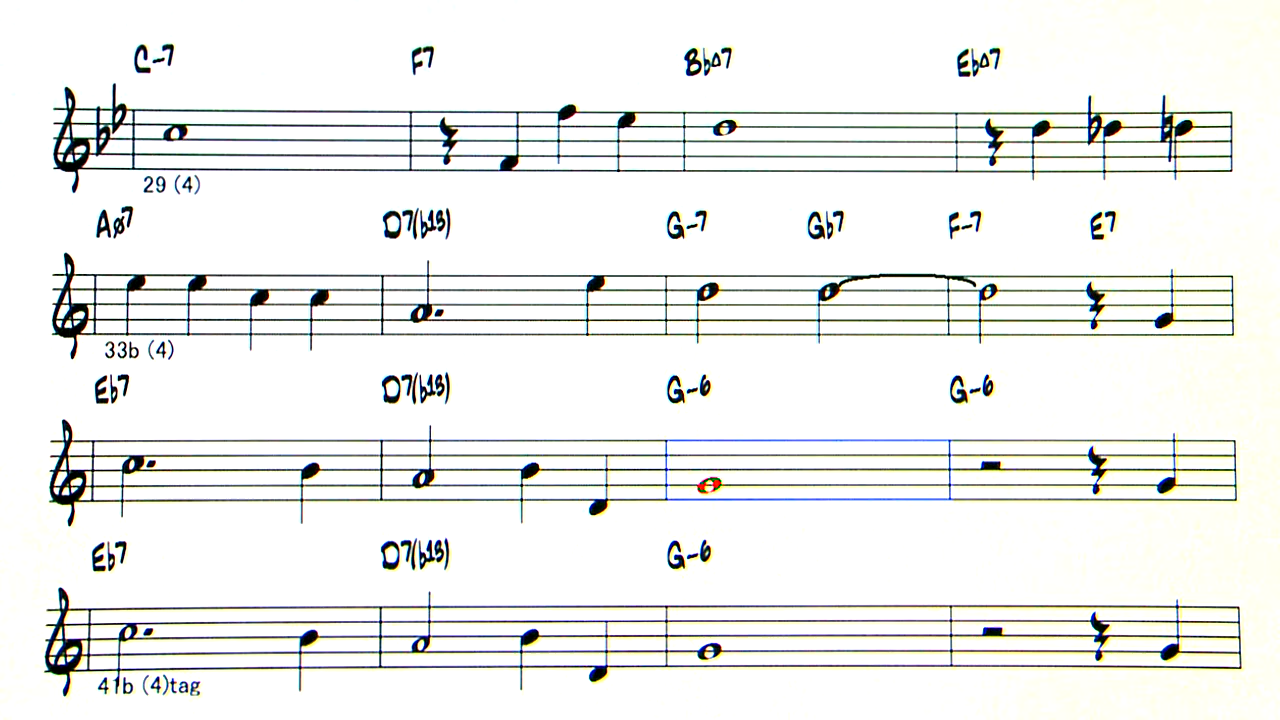 C-7 F7 Bb△7 Eb△7
29 (4)
Aø7 D7(b13) G-7 Gb7 F-7 E7
33b (4)
Eb7 D7(b13) G-6 G-6
Eb7 D7(b13) G-6
41b (4)tag